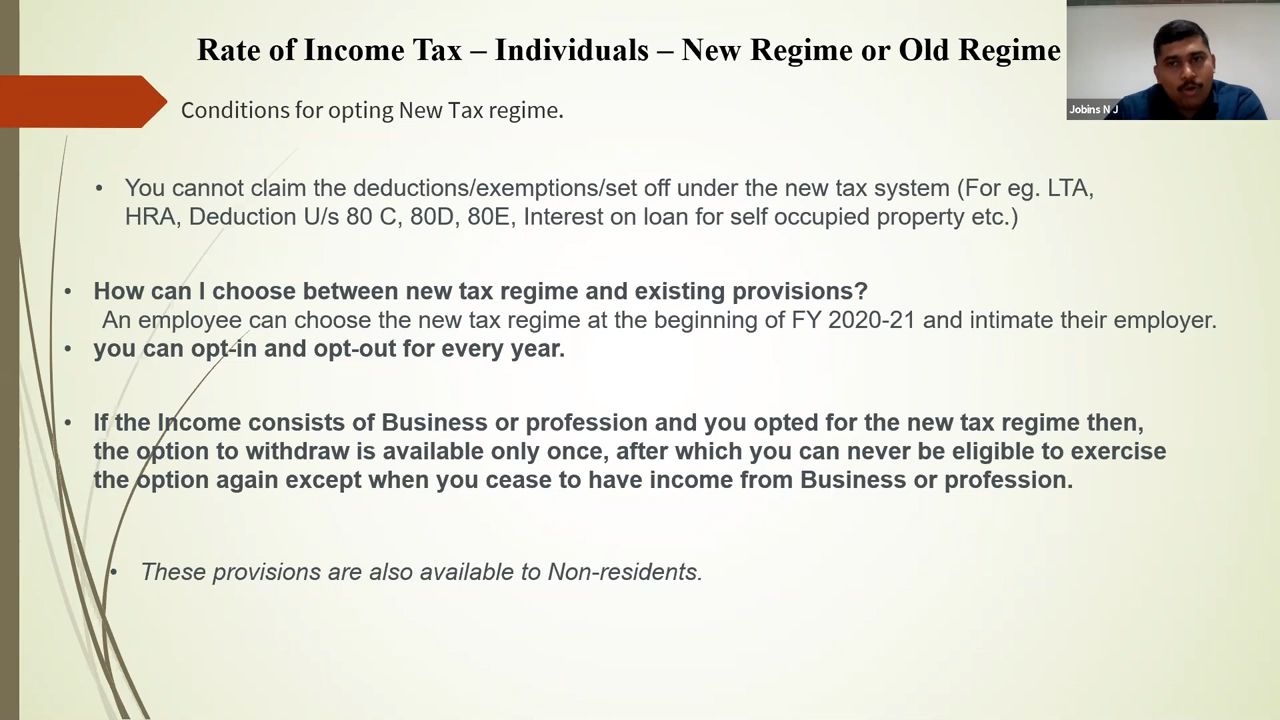 Rate of Income Tax – Individuals – New Regime or Old Regime
Jobins N J
Conditions for opting New Tax regime.
• You cannot claim the deductions/exemptions/set off under the new tax system (For eg. LTA,
HRA, Deduction U/s 80 C, 80D, 80E, Interest on loan for self occupied property etc.)
• How can I choose between new tax regime and existing provisions?
An employee can choose the new tax regime at the beginning of FY 2020-21 and intimate their employer.
• you can opt-in and opt-out for every year.
• If the Income consists of Business or profession and you opted for the new tax regime then,
the option to withdraw is available only once, after which you can never be eligible to exercise
the option again except when you cease to have income from Business or profession.
• These provisions are also available to Non-residents.